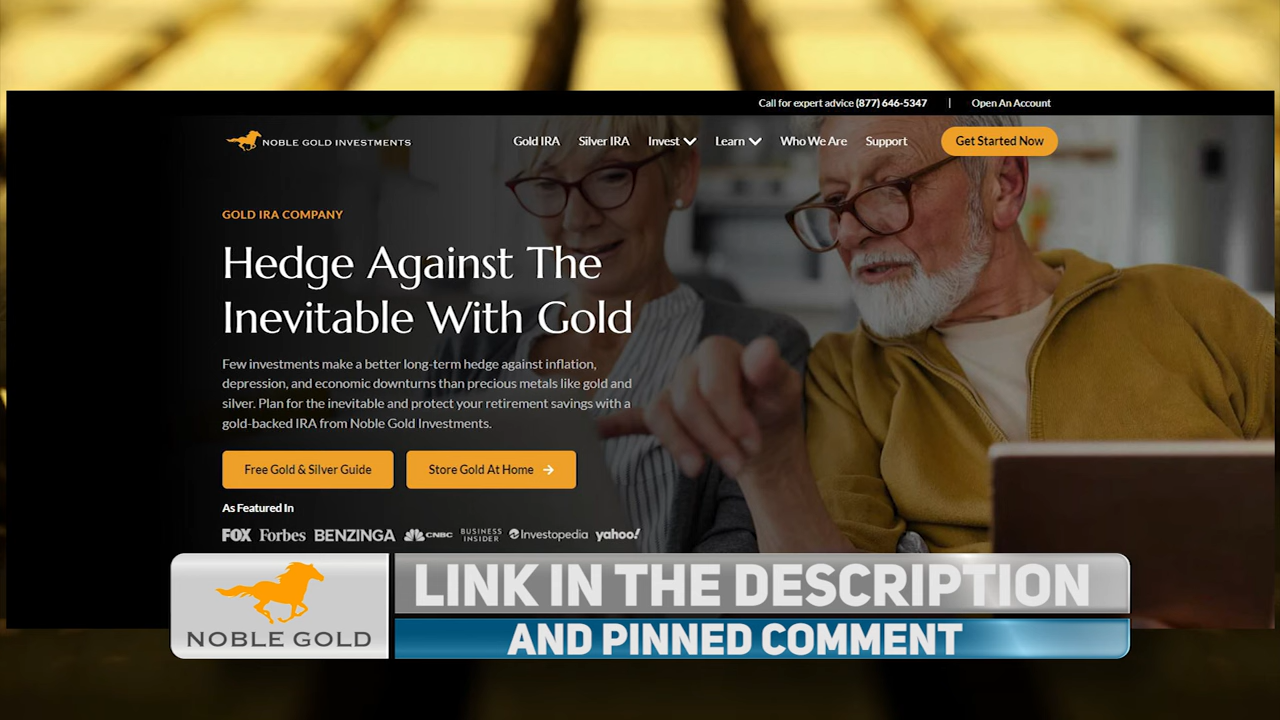 Call for expert advice (877) 646-5347 | Open An Account
NOBLE GOLD INVESTMENTS
Gold IRA Silver IRA Invest Learn Who We Are Support Get Started Now
GOLD IRA COMPANY
Hedge Against The
Inevitable With Gold
Few investments make a better long-term hedge against inflation,
depression, and economic downturns than precious metals like gold and
silver. Plan for the inevitable and protect your retirement savings with a
gold-backed IRA from Noble Gold Investments.
Free Gold & Silver Guide Store Gold At Home
As Featured In
FOX Forbes BENZINGA CNBC BUSINESS INSIDER Investopedia yahoo!
NOBLE GOLD
LINK IN THE DESCRIPTION
AND PINNED COMMENT